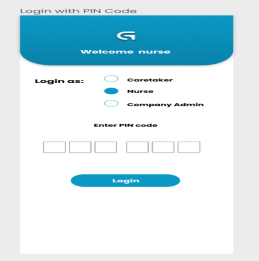 Login with PIN Code
G
Welcome nurse
Login as:
Caretaker
Nurse
Company Admin
Enter PIN code
Login